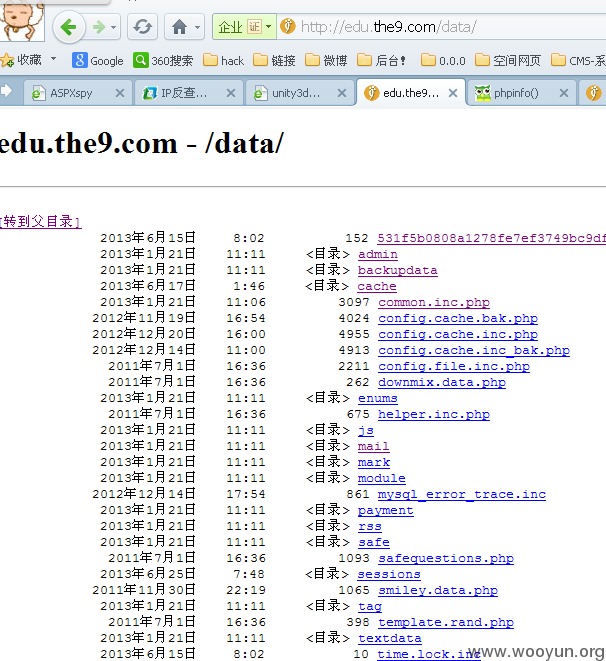 企业 证 http://edu.the9.com/data/
收藏 Google 360搜索 hack 链接 微博 后台! 0.0.0 空间网页 CMS-系
ASPXspy IP反查... unity3d... edu.the9... phpinfo()
edu.the9.com - /data/
[转到父目录]
2013年6月15日 8:02 152 531f5b0808a1278fe7ef3749bc9df
2013年1月21日 11:11 <目录> admin
2013年1月21日 11:11 <目录> backupdata
2013年6月17日 1:46 <目录> cache
2013年1月21日 11:06 3097 common.inc.php
2012年11月19日 16:54 4024 config.cache.bak.php
2012年12月20日 16:00 4955 config.cache.inc.php
2012年12月14日 11:00 4913 config.cache.inc_bak.php
2011年7月1日 16:36 2211 config.file.inc.php
2011年7月1日 16:36 262 downmix.data.php
2013年1月21日 11:11 <目录> enums
2011年7月1日 16:36 675 helper.inc.php
2013年1月21日 11:11 <目录> js
2013年1月21日 11:11 <目录> mail
2013年1月21日 11:11 <目录> mark
2013年1月21日 11:11 <目录> module
2012年12月14日 17:54 861 mysql_error_trace.inc
2013年1月21日 11:11 <目录> payment
2013年1月21日 11:11 <目录> rss
2013年1月21日 11:11 <目录> safe
2011年7月1日 16:36 1093 safequestions.php
2013年6月25日 7:48 <目录> sessions
2011年11月30日 22:19 1065 smiley.data.php
2013年1月21日 11:11 <目录> tag
2011年7月1日 16:36 398 template.rand.php
2013年1月21日 11:11 <目录> textdata
2013年6月15日 8:02 10 time.lock.inc
www.wooyun.org